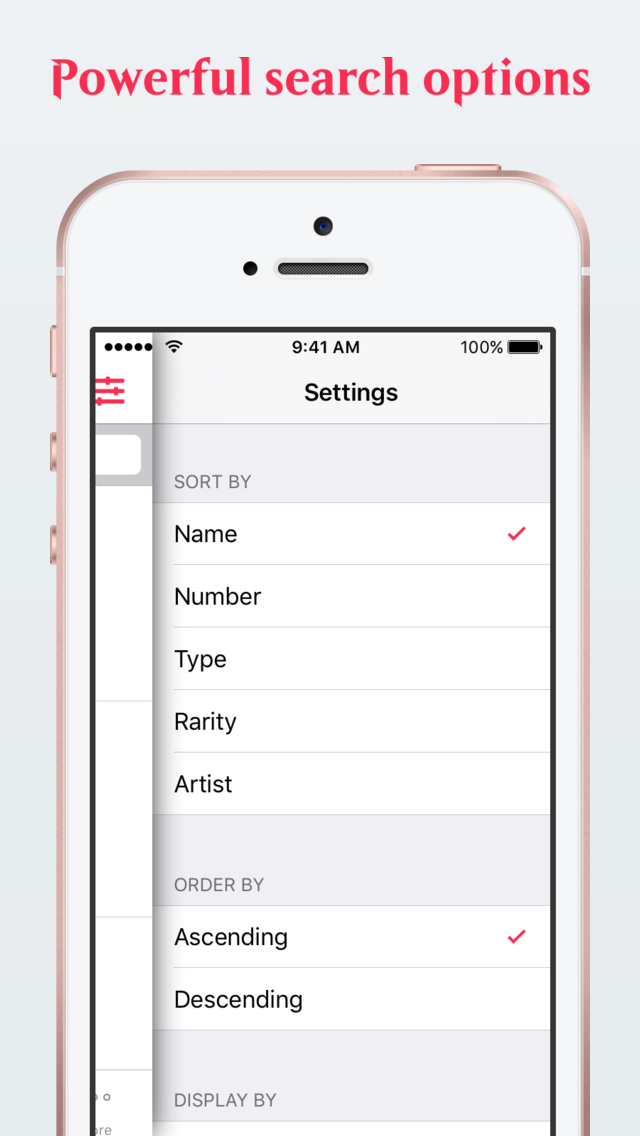 Powerful search options
9:41 AM
100%
Settings
SORT BY
Name
Number
Type
Rarity
Artist
ORDER BY
Ascending
Descending
DISPLAY BY